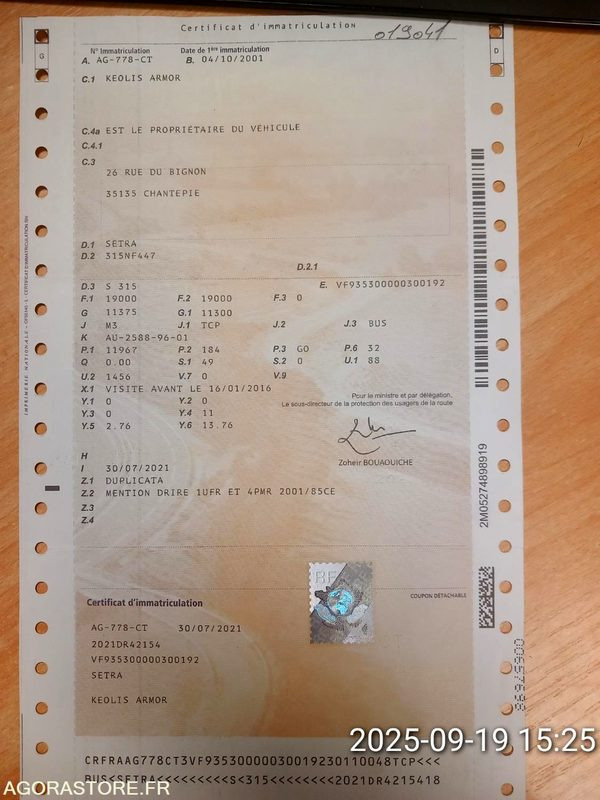 Certificat d'immatriculation
019041
G
D
N° Immatriculation Date de 1ère immatriculation
A. AG-778-CT B. 04/10/2001
C.1 KEOLIS ARMOR
C.4a EST LE PROPRIÉTAIRE DU VÉHICULE
C.4.1
C.3
26 RUE DU BIGNON
35135 CHANTEPIE
D.1 SETRA
D.2 315NF447
D.2.1
D.3 S 315 E. VF935300000300192
F.1 19000 F.2 19000 F.3 0
G 11375 G.1 11300
J M3 J.1 TCP J.2 J.3 BUS
K AU-2588-96-01
P.1 11967 P.2 184 P.3 GO P.6 32
Q 0.00 S.1 49 S.2 0 U.1 88
U.2 1456 V.7 0 V.9
X.1 VISITE AVANT LE 16/01/2016
Y.1 0 Y.2 0
Y.3 0 Y.4 11
Y.5 2.76 Y.6 13.76
Pour le ministre et par délégation,
Le sous-directeur de la protection des usagers de la route
Zoheir BOUAOUICHE
H
I 30/07/2021
Z.1 DUPLICATA
Z.2 MENTION DRIRE 1UFR ET 4PMR 2001/85CE
Z.3
Z.4
2M05274898919
COUPON DÉTACHABLE
Certificat d'immatriculation
AG-778-CT 30/07/2021
2021DR42154
VF935300000300192
SETRA
KEOLIS ARMOR
RF
2025-09-19 15:25
CRFRAAG778CT3VF935300000300192301 10048TCP<<<
BUS<SETRA<<<<<<<<<S<315<<<<<<<<2021DR4215418
AGORASTORE.FR